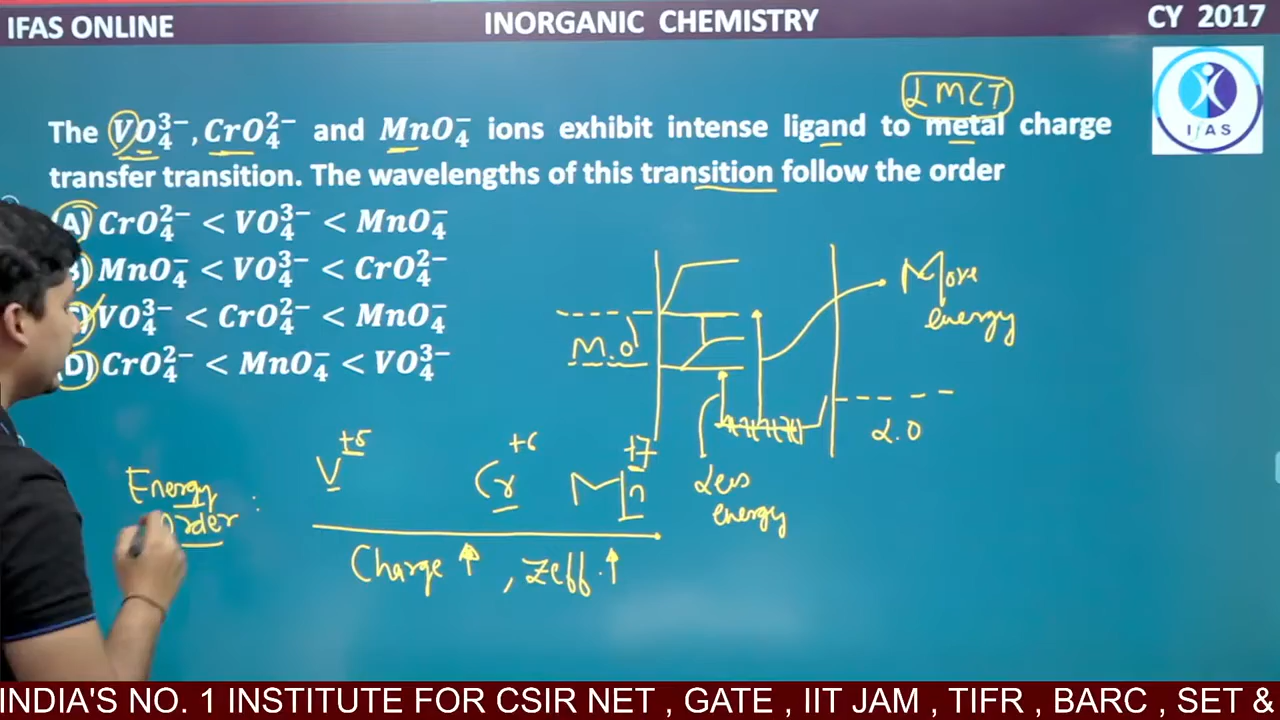 IFAS ONLINE
INORGANIC CHEMISTRY
CY 2017
IFAS
LMCT
The VO₄³⁻, CrO₄²⁻ and MnO₄⁻ ions exhibit intense ligand to metal charge
transfer transition. The wavelengths of this transition follow the order
(A) CrO₄²⁻ < VO₄³⁻ < MnO₄⁻
B) MnO₄⁻ < VO₄³⁻ < CrO₄²⁻
VO₄³⁻ < CrO₄²⁻ < MnO₄⁻
(D) CrO₄²⁻ < MnO₄⁻ < VO₄³⁻
More
energy
M.O
L.O
V⁺⁵ Cr⁺⁶ Mn⁺⁷
Less
energy
Energy
Order :
Charge ↑, Zeff.↑
INDIA'S NO. 1 INSTITUTE FOR CSIR NET , GATE , IIT JAM , TIFR , BARC , SET &